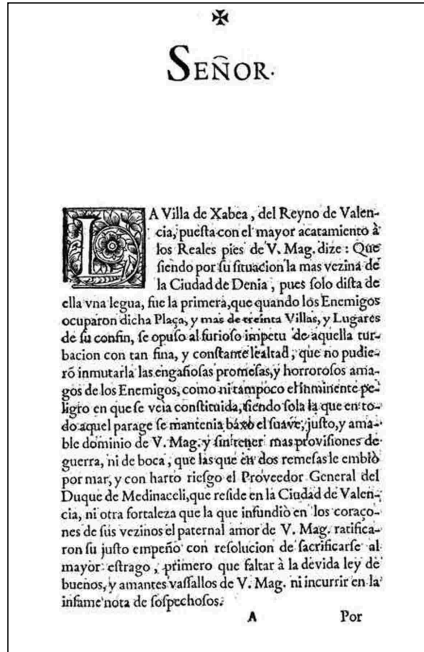 ✠
SEÑOR.
LA Villa de Xabea, del Reyno de Valen-
cia, puesta con el mayor acatamiento à
los Reales pies de V. Mag. dize: Que
siendo por su situacion la mas vezina de
la Ciudad de Denia, pues solo dista de
ella vna legua, fue la primera, que quando los Enemigos
ocuparon dicha Plaça, y mas de treinta Villas, y Lugares
de su confin, se opuso al furioso impetu de aquella tur-
bacion con tan fina, y constante lealtad, que no pudie-
rõ inmutarla las engañosas promesas, y horrorosos ama-
gos de los Enemigos, como ni tampoco el inminente pe-
ligro en que se veìa constituida, siendo sola la que en to-
do aquel parage se mantenia baxo el suave, justo, y ama-
ble dominio de V. Mag. y sin tener mas provisiones de
guerra, ni de boca, que las que en dos remesas le embiò
por mar, y con harto riesgo el Proveedor General del
Duque de Medinaceli, que reside en la Ciudad de Valen-
cia, ni otra fortaleza que la que infundiò en los coraço-
nes de sus vezinos el paternal amor de V. Mag. ratifica-
ron su justo empeño con resolucion de sacrificarse al
mayor estrago, primero que faltar à la devida ley de
buenos, y amantes vassallos de V. Mag. ni incurrir en la
infame nota de sospechosos.
A Por